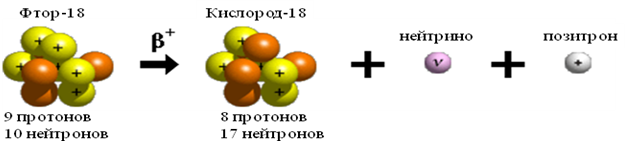 Фтор-18
Кислород-18
β+
нейтрино
позитрон
ν
9 протонов
10 нейтронов
8 протонов
17 нейтронов